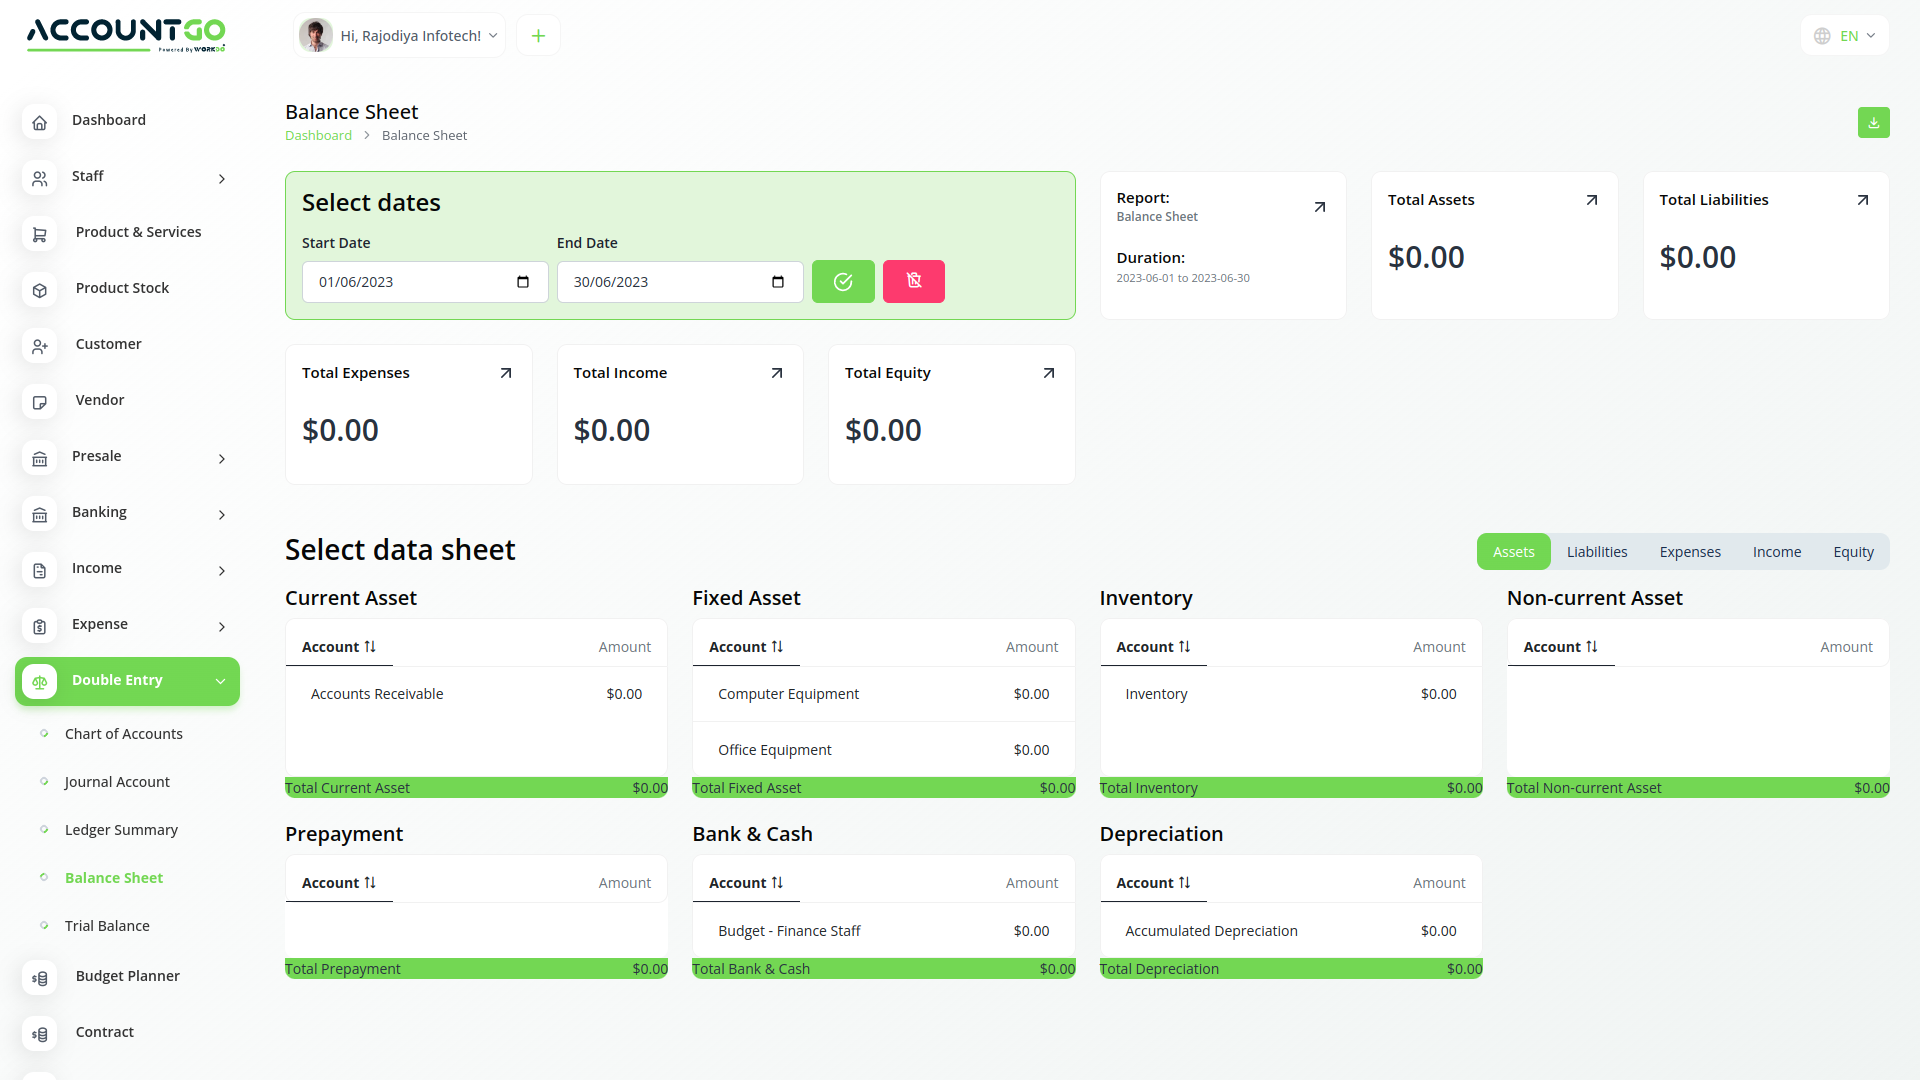 ACCOUNTGO
Powered By WORKDO
Hi, Rajodiya Infotech!
EN
Dashboard
Staff
Product & Services
Product Stock
Customer
Vendor
Presale
Banking
Income
Expense
Double Entry
Chart of Accounts
Journal Account
Ledger Summary
Balance Sheet
Trial Balance
Budget Planner
Contract
Balance Sheet
Dashboard > Balance Sheet
Select dates
Start Date
End Date
01/06/2023
30/06/2023
Report:
Balance Sheet
Duration:
2023-06-01 to 2023-06-30
Total Assets
$0.00
Total Liabilities
$0.00
Total Expenses
$0.00
Total Income
$0.00
Total Equity
$0.00
Select data sheet
Assets Liabilities Expenses Income Equity
Current Asset
Account Amount
Accounts Receivable $0.00
Total Current Asset $0.00
Fixed Asset
Account Amount
Computer Equipment $0.00
Office Equipment $0.00
Total Fixed Asset $0.00
Inventory
Account Amount
Inventory $0.00
Total Inventory $0.00
Non-current Asset
Account Amount
Total Non-current Asset $0.00
Prepayment
Account Amount
Total Prepayment $0.00
Bank & Cash
Account Amount
Budget - Finance Staff $0.00
Total Bank & Cash $0.00
Depreciation
Account Amount
Accumulated Depreciation $0.00
Total Depreciation $0.00